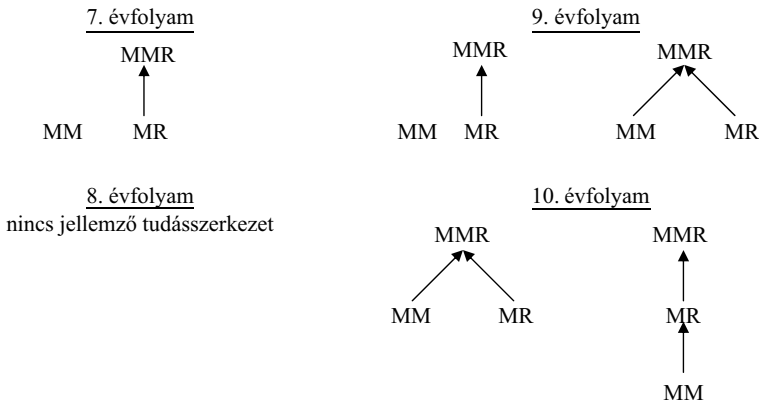 7. évfolyam
MMR
MM MR
9. évfolyam
MMR MMR
MM MR MM MR
8. évfolyam
nincs jellemző tudásszerkezet
10. évfolyam
MMR MMR
MM MR MR
MM